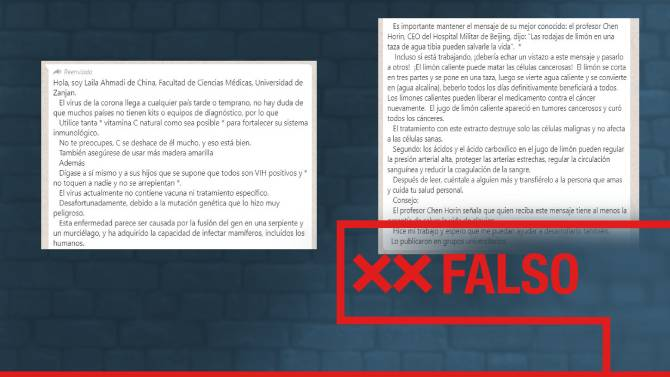 Reenviado
Hola, soy Laila Ahmadi de China, Facultad de Ciencias Médicas, Universidad de
Zanjan.
El virus de la corona llega a cualquier país tarde o temprano, no hay duda de
que muchos países no tienen kits o equipos de diagnóstico, por lo que
Utilice tanta * vitamina C natural como sea posible * para fortalecer su sistema
inmunológico.
No te preocupes, C se deshace de él mucho, y eso está bien.
También asegúrese de usar más madera amarilla
Además
Dígase a sí mismo y a sus hijos que se supone que todos son VIH positivos y *
no toquen a nadie y no se arrepientan *.
El virus actualmente no contiene vacuna ni tratamiento específico.
Desafortunadamente, debido a la mutación genética que lo hizo muy
peligroso.
Esta enfermedad parece ser causada por la fusión del gen en una serpiente y
un murciélago, y ha adquirido la capacidad de infectar mamíferos, incluidos los
humanos.
Es importante mantener el mensaje de su mejor conocido: el profesor Chen
Horin, CEO del Hospital Militar de Beijing, dijo: "Las rodajas de limón en una
taza de agua tibia pueden salvarle la vida". *
Incluso si está trabajando, ¡debería echar un vistazo a este mensaje y pasarlo
a otros! ¡El limón caliente puede matar las células cancerosas! El limón se corta
en tres partes y se pone en una taza, luego se vierte agua caliente y se convierte
en (agua alcalina), beberlo todos los días definitivamente beneficiará a todos.
Los limones calientes pueden liberar el medicamento contra el cáncer
nuevamente. El jugo de limón caliente apareció en tumores cancerosos y curó
todos los cánceres.
El tratamiento con este extracto destruye solo las células malignas y no afecta
a las células sanas.
Segundo: los ácidos y el ácido carboxílico en el jugo de limón pueden regular
la presión arterial alta, proteger las arterias estrechas, regular la circulación
sanguínea y reducir la coagulación de la sangre.
Después de leer, cuéntale a alguien más y transfiérelo a la persona que amas
y cuida tu salud personal.
Consejo:
El profesor Chen Horin señala que quien reciba este mensaje tiene al menos la
Hice mi trabajo y espero que me puedan ayudar a desarrollarlo también.
Lo publicaron en grupos universitarios
FALSO